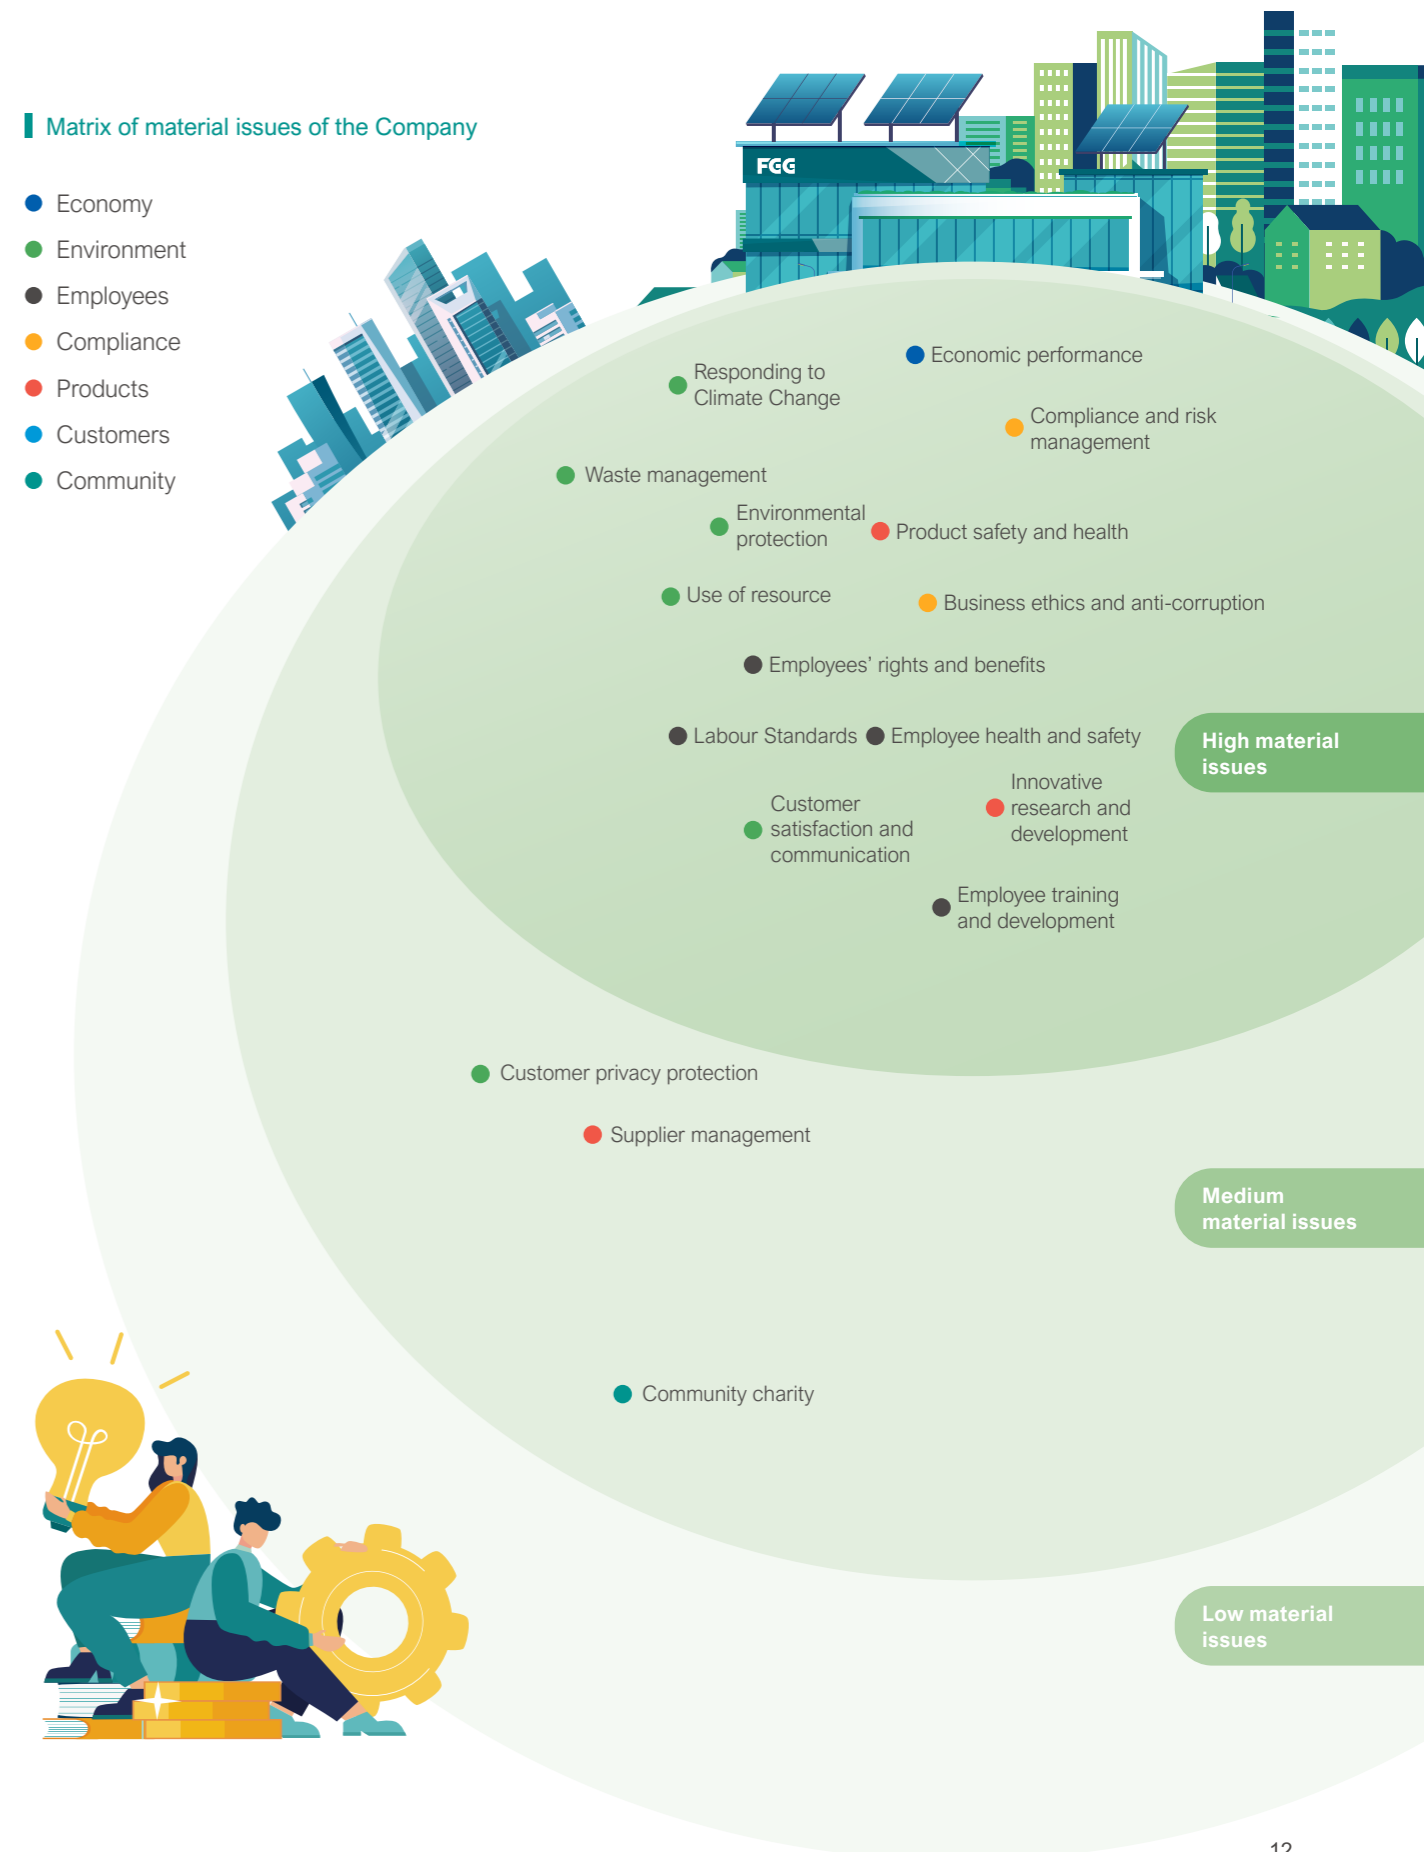 FGG
Matrix of material issues of the Company
Economy
Environment
Employees
Compliance
Products
Customers
Community
Economic performance
Responding to
Climate Change
Compliance and risk
management
Waste management
Environmental
protection
Product safety and health
Use of resource
Business ethics and anti-corruption
Employees' rights and benefits
Labour Standards
Employee health and safety
High material
issues
Innovative
research and
development
Customer
satisfaction and
communication
Employee training
and development
Customer privacy protection
Supplier management
Medium
material issues
Community charity
Low material
issues
12